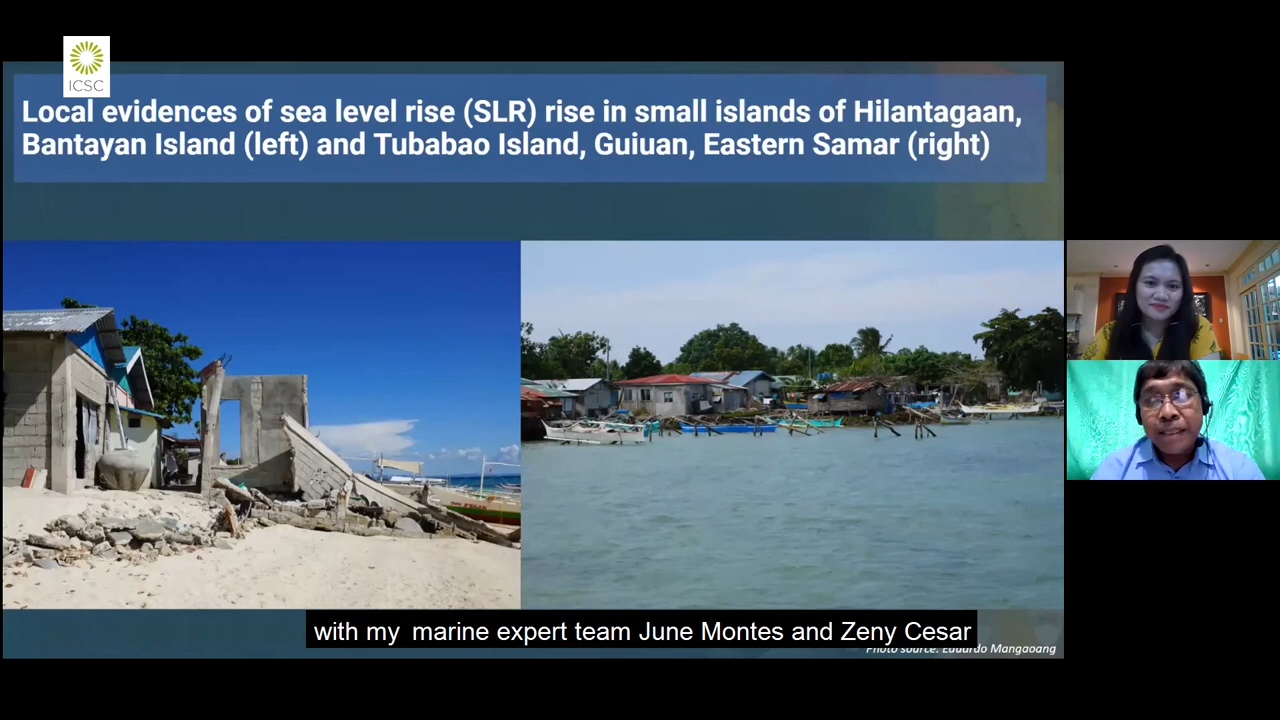 ICSC
Local evidences of sea level rise (SLR) rise in small islands of Hilantagaan,
Bantayan Island (left) and Tubabao Island, Guiuan, Eastern Samar (right)
with my marine expert team June Montes and Zeny Cesar
Photo source: Eduardo Mangaoang